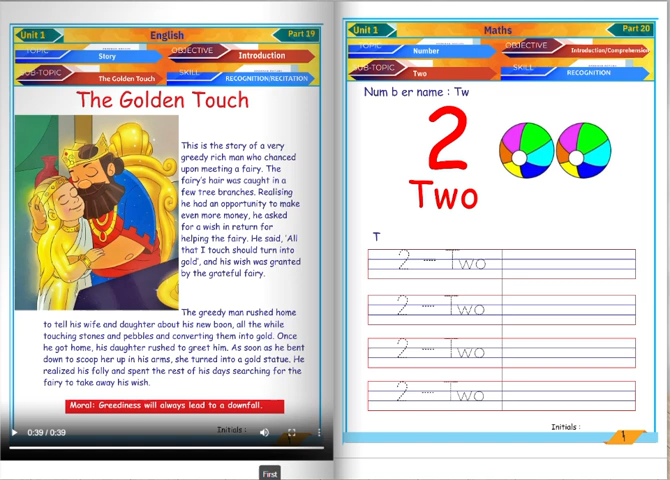 Unit 1
English
Part 19
TOPIC
Story
OBJECTIVE
Introduction
SUB-TOPIC
The Golden Touch
SKILL
RECOGNITION/RECITATION
The Golden Touch
This is the story of a very
greedy rich man who chanced
upon meeting a fairy. The
fairy's hair was caught in a
few tree branches. Realising
he had an opportunity to make
even more money, he asked
for a wish in return for
helping the fairy. He said, 'All
that I touch should turn into
gold', and his wish was granted
by the grateful fairy.
The greedy man rushed home
to tell his wife and daughter about his new boon, all the while
touching stones and pebbles and converting them into gold. Once
he got home, his daughter rushed to greet him. As soon as he bent
down to scoop her up in his arms, she turned into a gold statue. He
realized his folly and spent the rest of his days searching for the
fairy to take away his wish.
Moral: Greediness will always lead to a downfall.
0:39 / 0:39
Initials :
First
Unit 1
Maths
Part 20
TOPIC
Number
OBJECTIVE
Introduction/Comprehension
SUB-TOPIC
Two
SKILL
RECOGNITION
Num b er name : Tw
2
Two
T
2 ---- Two
2 ---- Two
2 ---- Two
2 ---- Two
Initials :
1